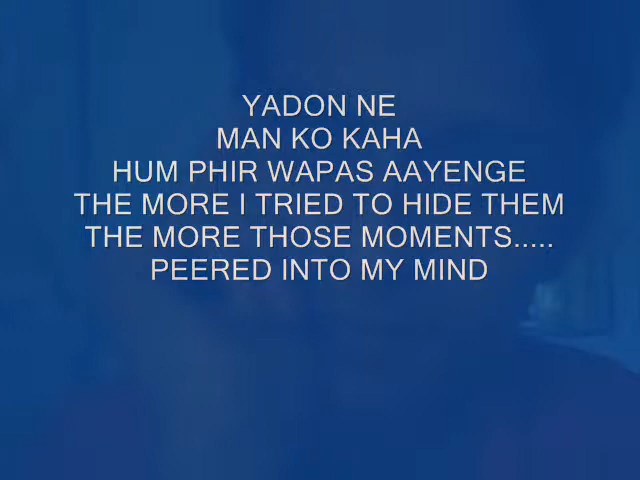 YADON NE
MAN KO KAHA
HUM PHIR WAPAS AAYENGE
THE MORE I TRIED TO HIDE THEM
THE MORE THOSE MOMENTS.....
PEERED INTO MY MIND